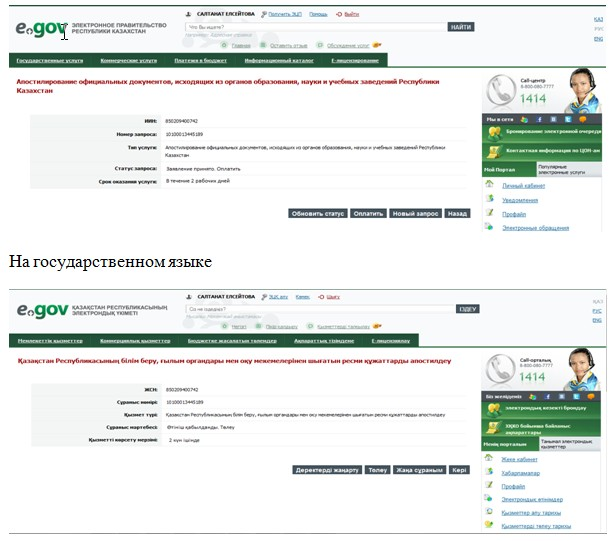 САЛТАНАТ ЕЛСЕЙТОВА Получить ЭЦП Помощь Выйти
e.gov ЭЛЕКТРОННОЕ ПРАВИТЕЛЬСТВО
РЕСПУБЛИКИ КАЗАХСТАН
Что Вы ищете? НАЙТИ
ҚАЗ
РУС
ENG
Главная Оставить отзыв Обсуждение услуг
Государственные услуги Коммерческие услуги Платежи в бюджет Информационный каталог Е-лицензирование
Апостилирование официальных документов, исходящих из органов образования, науки и учебных заведений Республики
Казахстан
ИИН: 850209400742
Номер запроса: 10100013445189
Тип услуги: Апостилирование официальных документов, исходящих из органов образования, науки и учебных заведений Республики
Казахстан
Статус запроса: Заявление принято. Оплатить
Срок оказания услуги: В течение 2 рабочих дней
Обновить статус Оплатить Новый запрос Назад
Call-центр
8-800-080-7777
1414
Мы в сети
Бронирование электронной очереди
Контактная информация по ЦОН-ам
Мой Портал Популярные
электронные услуги
Личный кабинет
Уведомления
Профайл
Электронные обращения
На государственном языке
САЛТАНАТ ЕЛСЕЙТОВА ЭЦҚ алу Көмек Шығу
e.gov ҚАЗАҚСТАН РЕСПУБЛИКАСЫНЫҢ
ЭЛЕКТРОНДЫҚ ҮКІМЕТІ
Сіз не іздедіңіз? ІЗДЕУ
ҚАЗ
РУС
ENG
Негізгі Пікір қалдыру Қызметтерді талқылау
Мемлекеттік қызметтер Коммерциялық қызметтер Бюджетке жасалатын төлемдер Ақпараттық тізімдеме Е-лицензиялау
Қазақстан Республикасының білім беру, ғылым органдары мен оқу мекемелерінен шығатын ресми құжаттарды апостилдеу
ЖСН: 850209400742
Сұраныс нөмірі: 10100013445189
Қызмет түрі: Қазақстан Республикасының білім беру, ғылым органдары мен оқу мекемелерінен шығатын ресми құжаттарды апостилдеу
Сұраныс мәртебесі: Өтініш қабылданды. Төлеу
Қызметті көрсету мерзімі: 2 күн ішінде
Деректерді жаңарту Төлеу Жаңа сұраным Кері
Call-орталық
8-800-080-7777
1414
Біз желідеміз
электрондық кезекті брондау
ХҚКО бойынша байланыс
ақпараттары
Менің порталым Танымал электрондық
қызметтер
Жеке кабинет
Хабарламалар
Профайл
Электрондық өтінімдер
Қызметтер алу тарихы
Қызметтерді төлеу тарихы